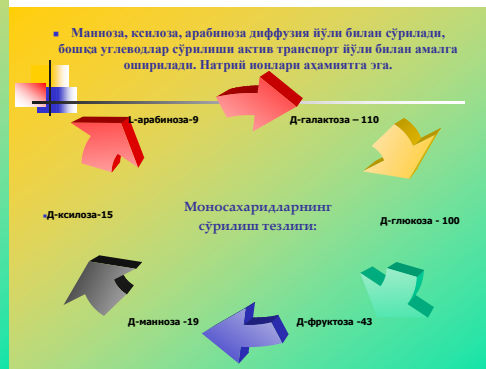 Манноза, ксилоза, арабиноза диффузия йўли билан сўрилади,
бошқа углеводлар сўрилиши актив транспорт йўли билан амалга
оширилади. Натрий ионлари аҳамиятга эга.
L-арабиноза-9
Д-галактоза – 110
Д-ксилоза-15
Моносахаридларнинг
сўрилиш тезлиги:
Д-глюкоза - 100
Д-манноза -19
Д-фруктоза -43